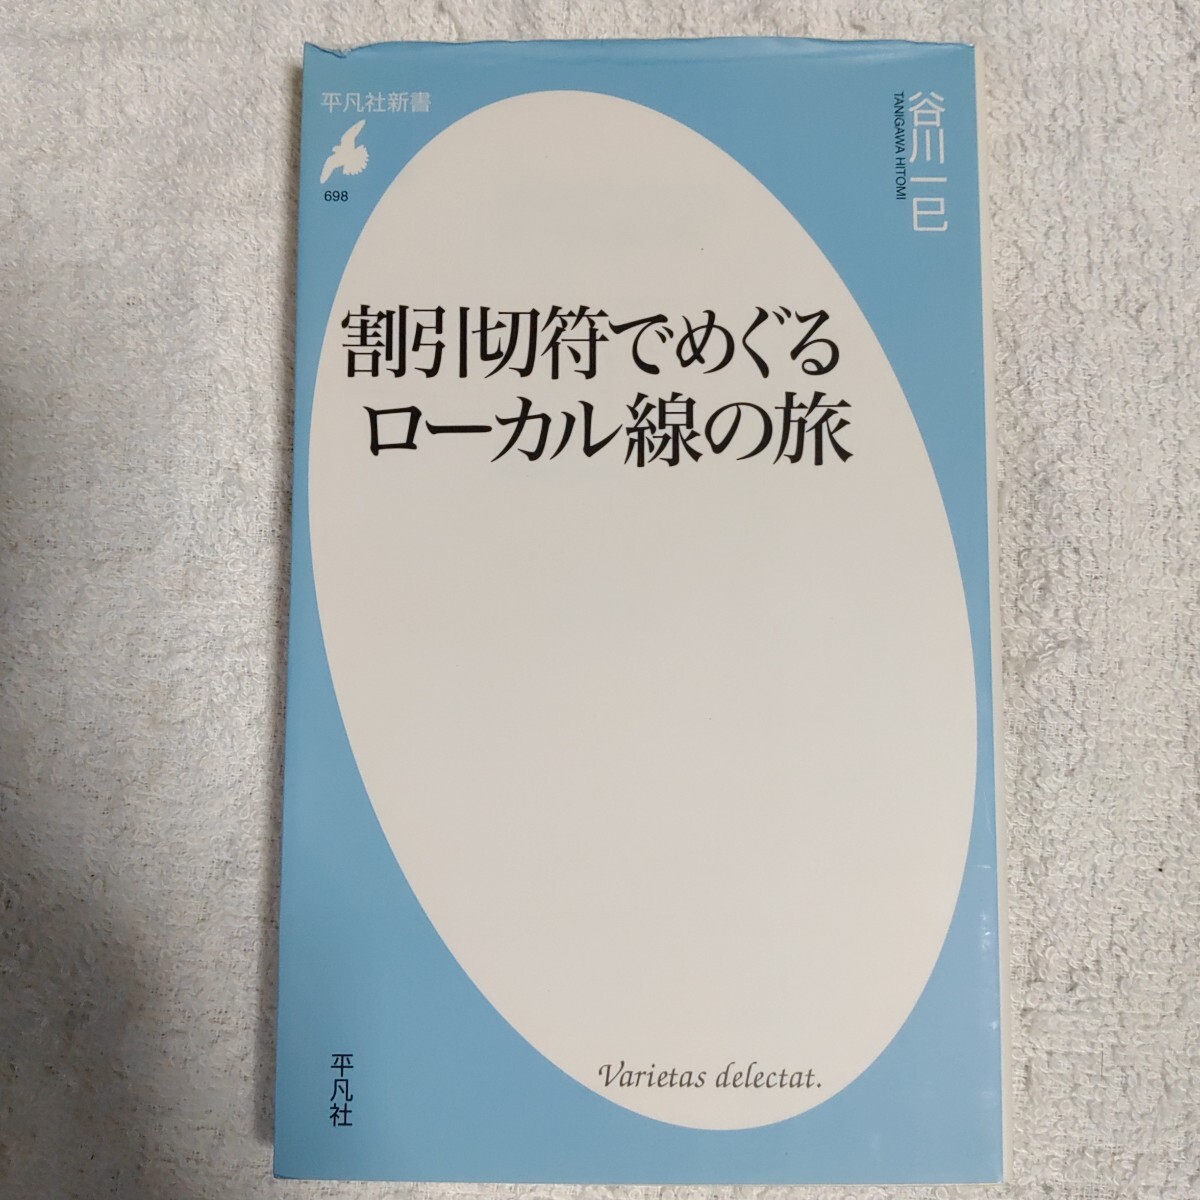 平凡社新書
698
谷川一巳
TANIGAWA HITOMI
割引切符でめぐる
ローカル線の旅
Varietas delectat.
平凡社